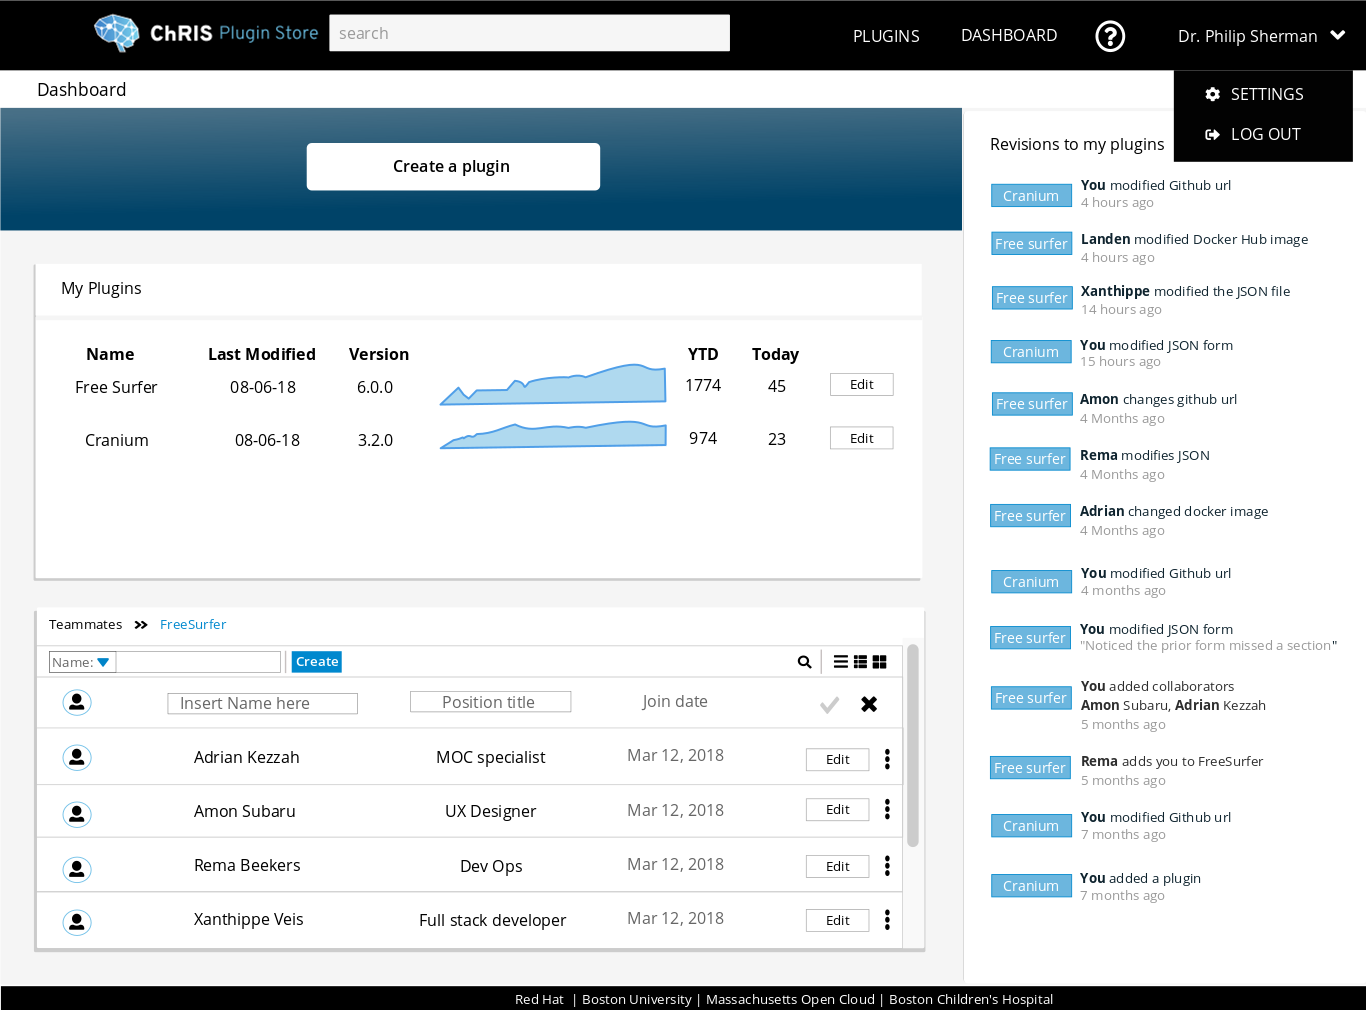 ChRIS Plugin Store
search
PLUGINS
DASHBOARD
Dr. Philip Sherman
SETTINGS
LOG OUT
Dashboard
Create a plugin
My Plugins
Name Last Modified Version YTD Today
Free Surfer 08-06-18 6.0.0 1774 45 Edit
Cranium 08-06-18 3.2.0 974 23 Edit
Teammates FreeSurfer
Name: Create
Insert Name here Position title Join date
Adrian Kezzah MOC specialist Mar 12, 2018 Edit
Amon Subaru UX Designer Mar 12, 2018 Edit
Rema Beekers Dev Ops Mar 12, 2018 Edit
Xanthippe Veis Full stack developer Mar 12, 2018 Edit
Revisions to my plugins
Cranium You modified Github url
4 hours ago
Free surfer Landen modified Docker Hub image
4 hours ago
Free surfer Xanthippe modified the JSON file
14 hours ago
Cranium You modified JSON form
15 hours ago
Free surfer Amon changes github url
4 Months ago
Free surfer Rema modifies JSON
4 Months ago
Free surfer Adrian changed docker image
4 Months ago
Cranium You modified Github url
4 months ago
Free surfer You modified JSON form
"Noticed the prior form missed a section"
Free surfer You added collaborators
Amon Subaru, Adrian Kezzah
5 months ago
Free surfer Rema adds you to FreeSurfer
5 months ago
Cranium You modified Github url
7 months ago
Cranium You added a plugin
7 months ago
Red Hat | Boston University | Massachusetts Open Cloud | Boston Children's Hospital